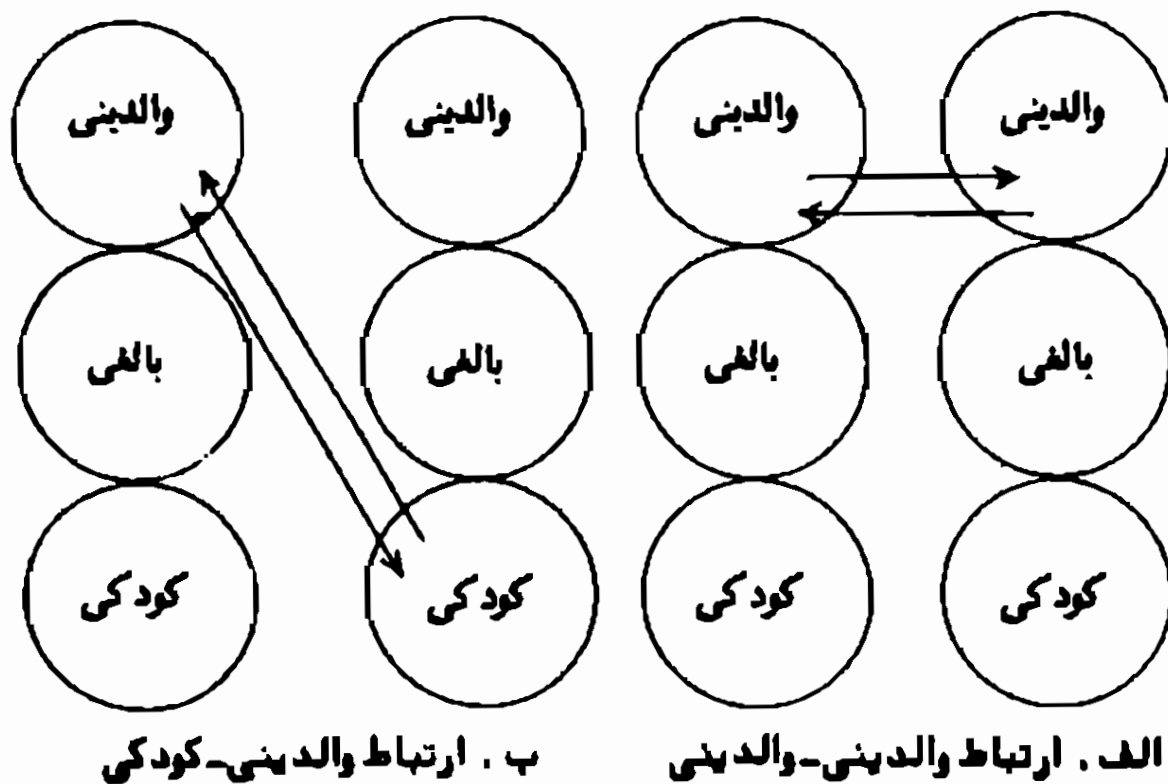 والدینی والدینی والدینی والدینی
بالغی بالغی بالغی بالغی
کودکی کودکی کودکی کودکی
الف . ارتباط والدینی-والدینی
ب . ارتباط والدینی-کودکی